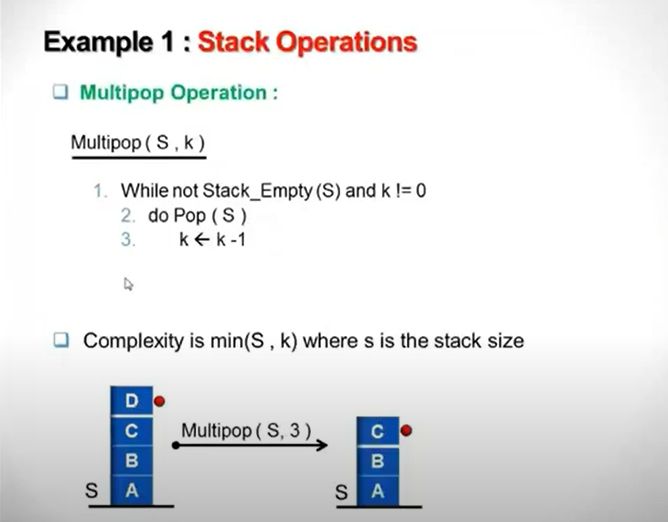 Example 1 : Stack Operations
Multipop Operation :
Multipop ( S , k )
1. While not Stack_Empty (S) and k != 0
2. do Pop ( S )
3. k ← k -1
Complexity is min(S , k) where s is the stack size
D
C
B
S A
Multipop ( S, 3 )
C
B
S A